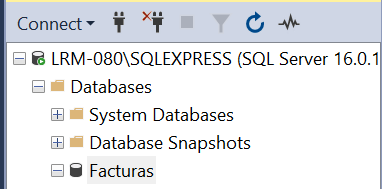 Connect
LRM-080\SQLEXPRESS (SQL Server 16.0.1
Databases
System Databases
Database Snapshots
Facturas